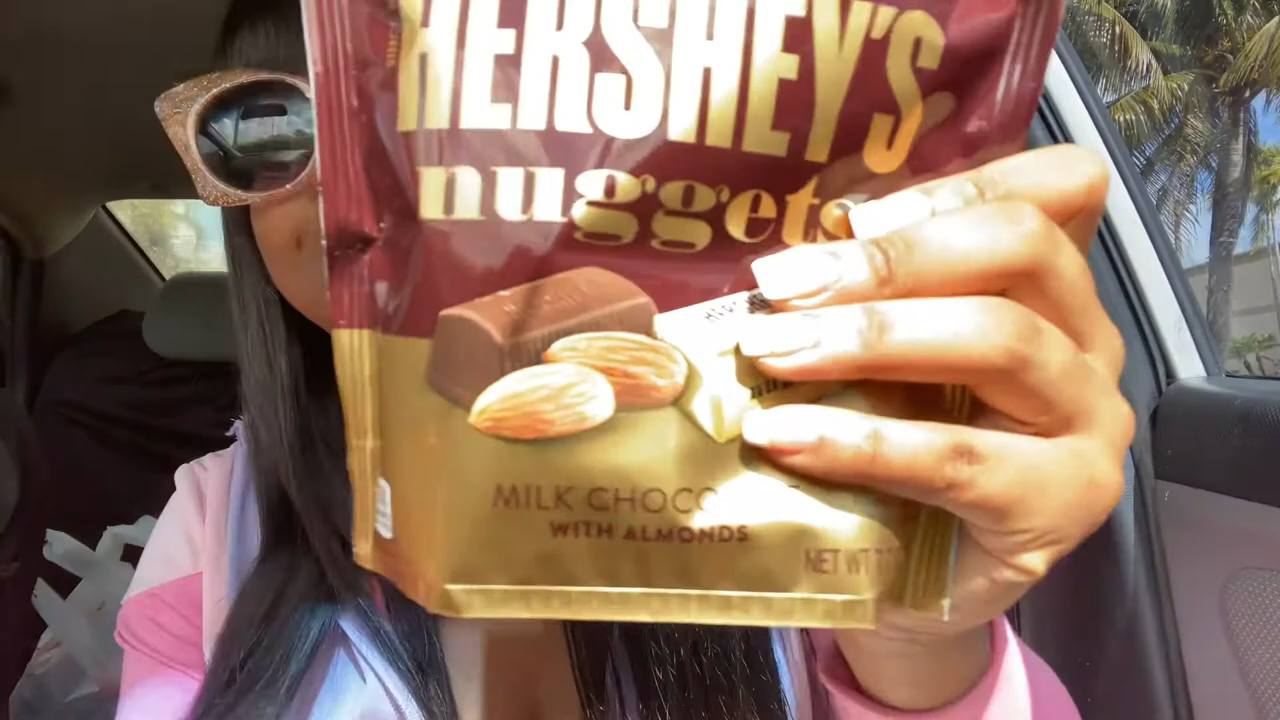 HERSHEY'S
nuggets
MILK CHOCO
WITH ALMONDS
NET WT